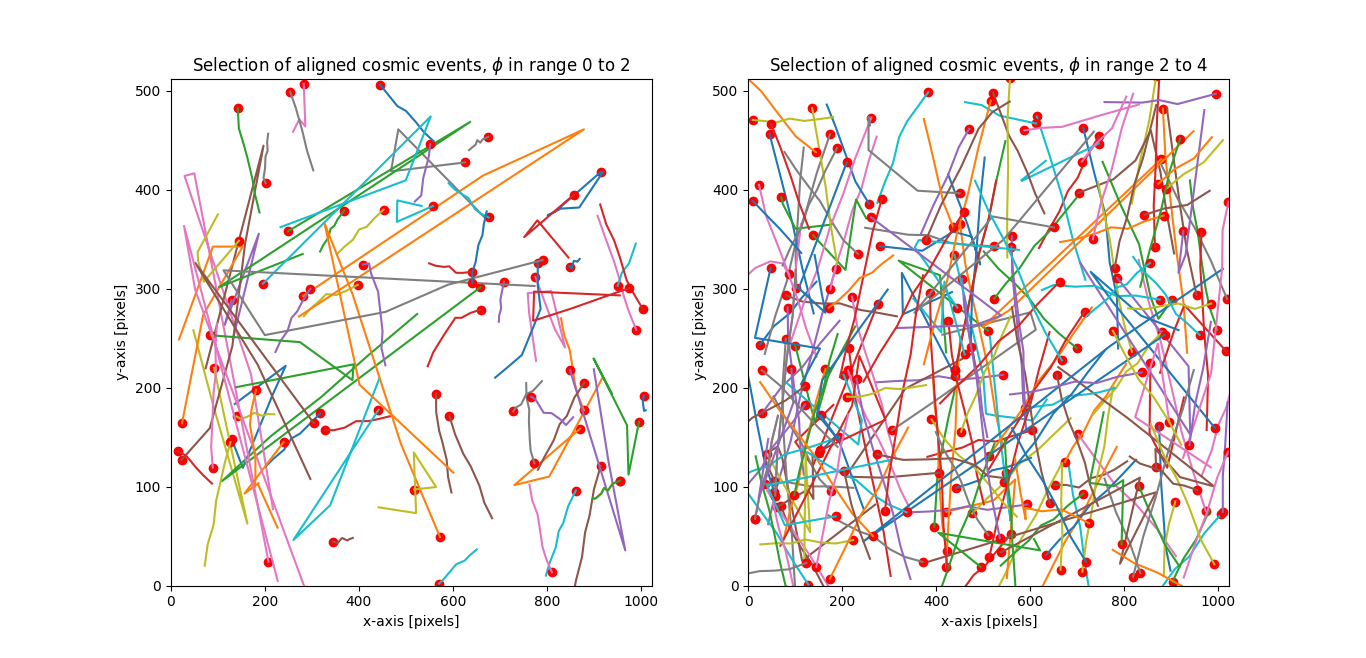 Selection of aligned cosmic events, ϕ in range 0 to 2
500
400
300
200
100
0
y-axis [pixels]
0 200 400 600 800 1000
x-axis [pixels]
Selection of aligned cosmic events, ϕ in range 2 to 4
500
400
300
200
100
0
y-axis [pixels]
0 200 400 600 800 1000
x-axis [pixels]